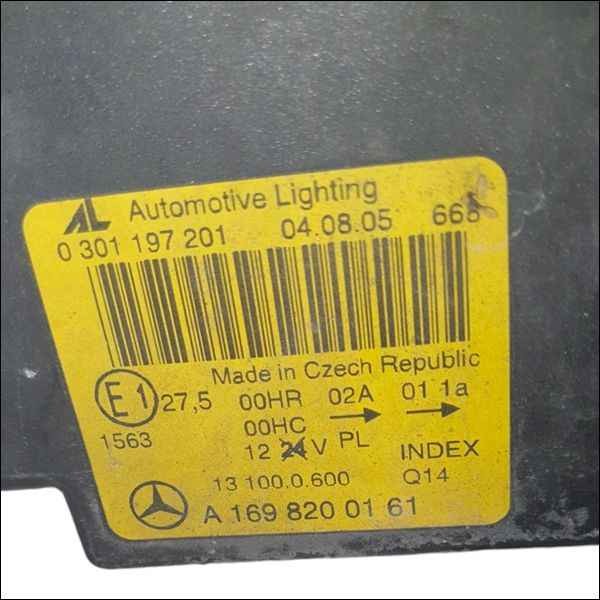 AL Automotive Lighting
0 301 197 201 04.08.05 668
Made in Czech Republic
E1 27,5 00HR 02A 01 1a
1563 00HC
12 24 V PL INDEX
13 100.0.600 Q14
A 169 820 01 61